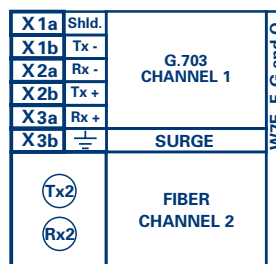 X1a Shld.
X1b Tx -
X2a Rx -
X2b Tx +
X3a Rx +
X3b
G.703
CHANNEL 1
SURGE
Tx2
Rx2
FIBER
CHANNEL 2